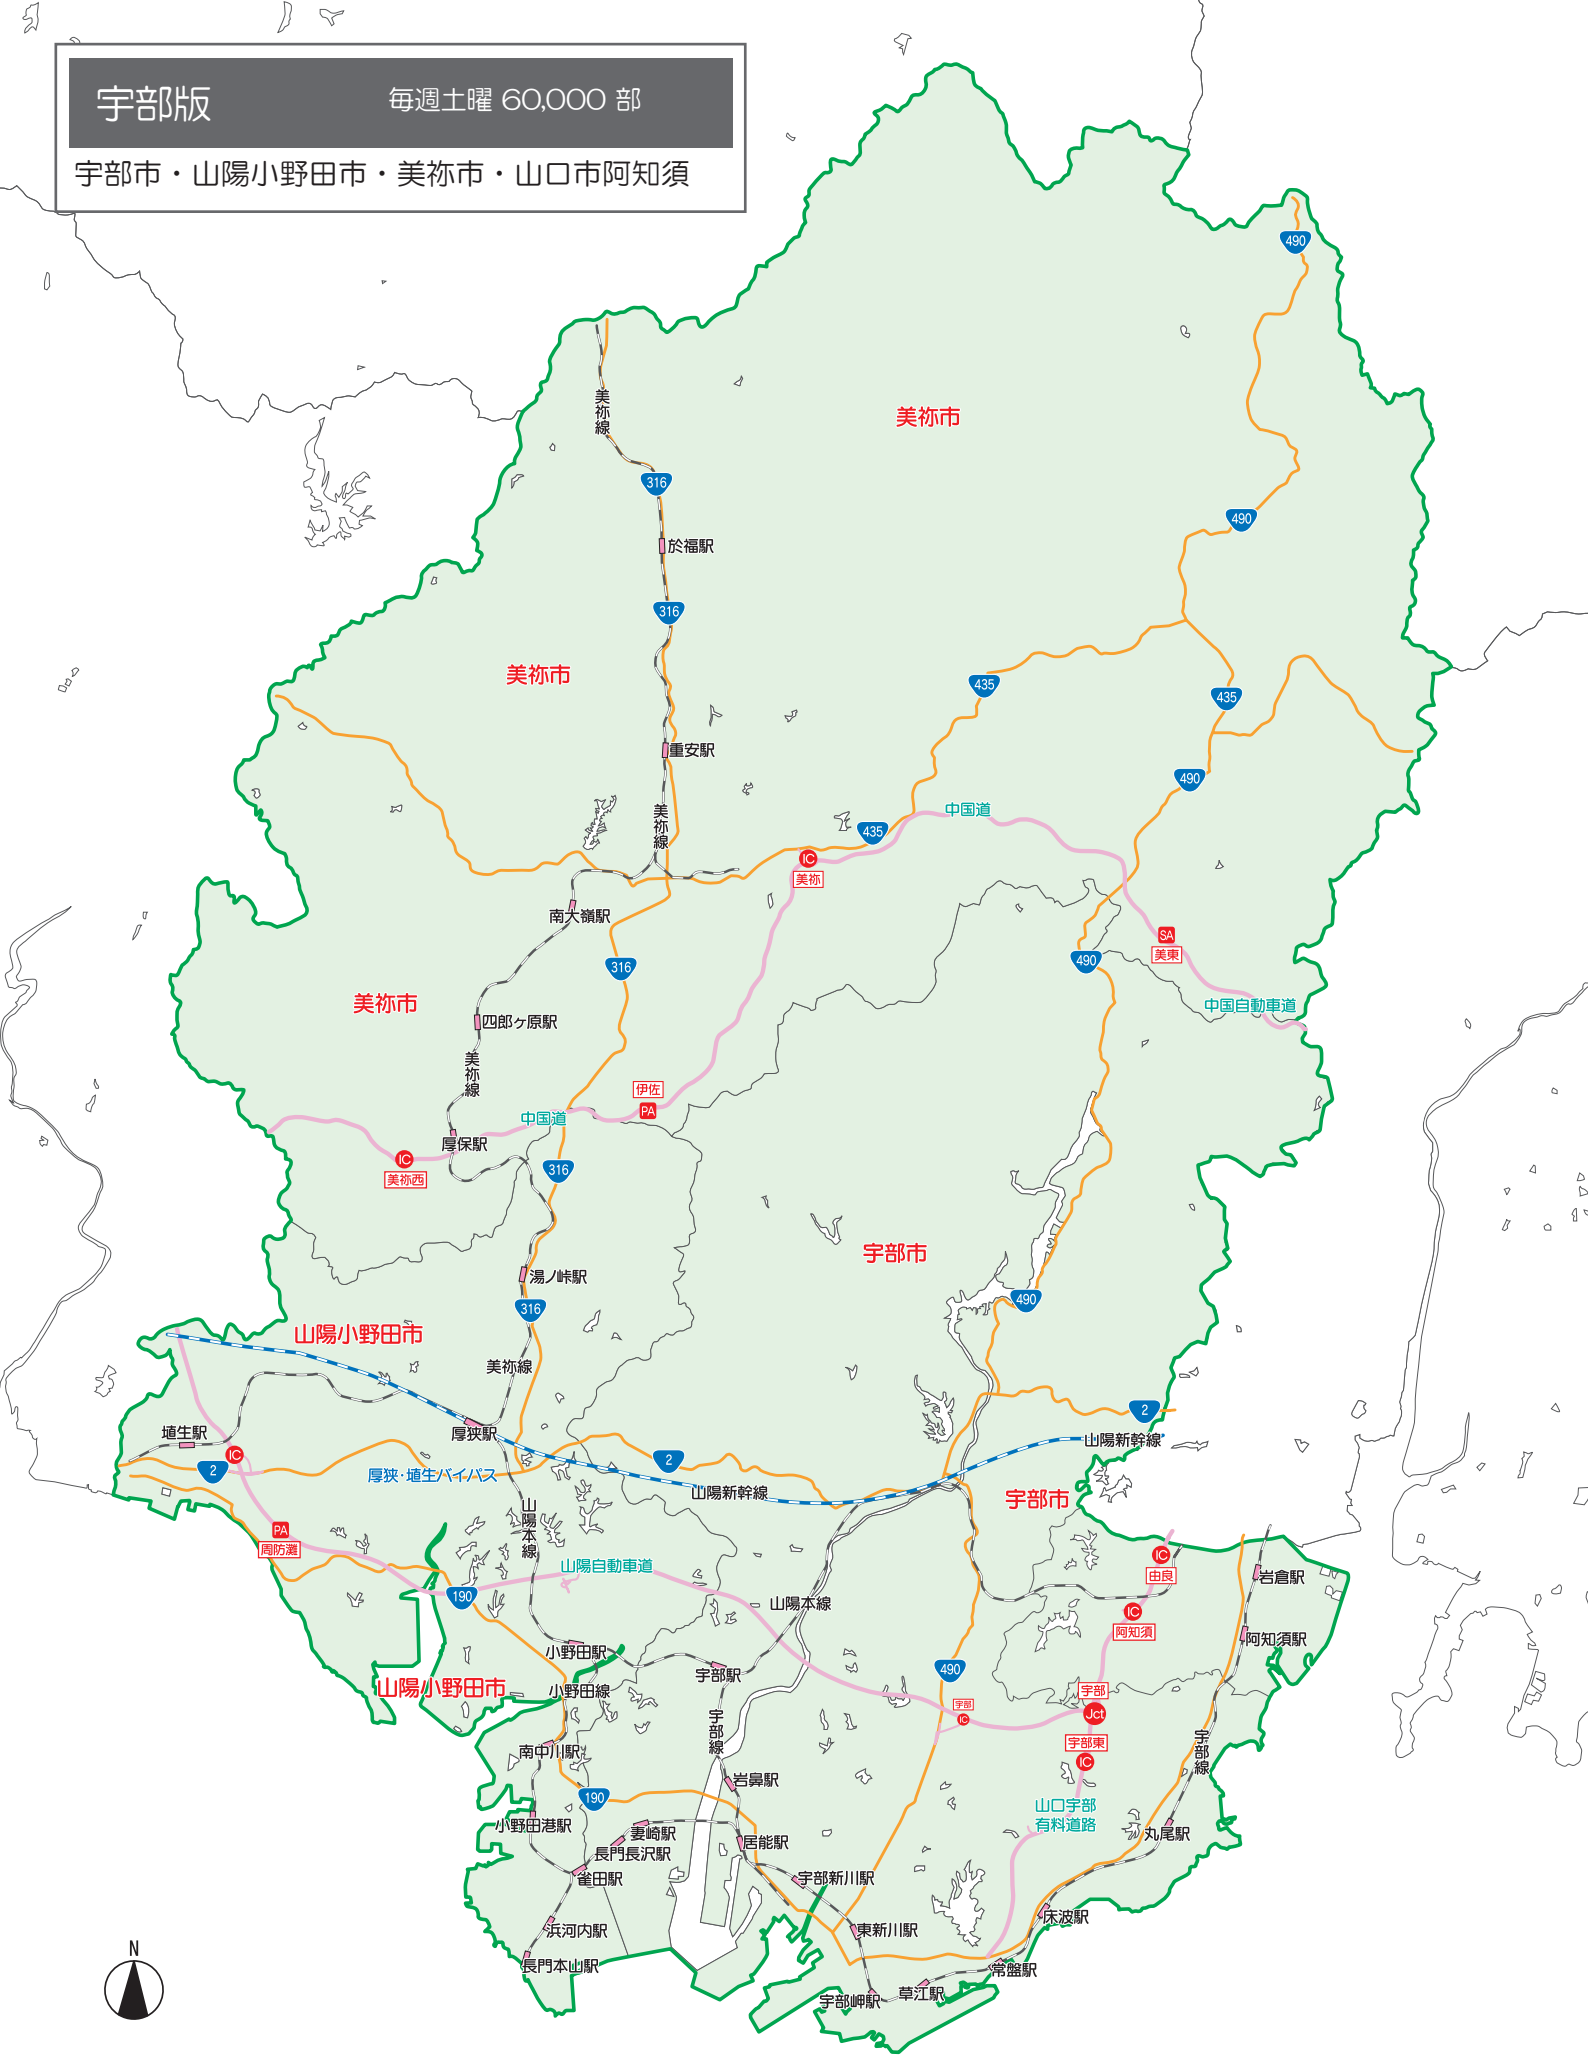 宇部版
毎週土曜 60,000 部
宇部市・山陽小野田市・美祢市・山口市阿知須
490
美祢線
美祢市
316
490
於福駅
316
美祢市
435
435
重安駅
490
美祢線
中国道
435
IC
美祢
南大嶺駅
SA
美東
490
316
美祢市
中国自動車道
四郎ヶ原駅
美祢線
伊佐
PA
中国道
厚保駅
IC
美祢西
316
宇部市
湯ノ峠駅
490
316
山陽小野田市
美祢線
2
埴生駅
厚狭駅
山陽新幹線
IC
2
2
厚狭・埴生バイパス
山陽新幹線
宇部市
山陽本線
PA
周防灘
IC
由良
山陽自動車道
岩倉駅
190
山陽本線
IC
阿知須
阿知須駅
小野田駅
宇部駅
490
山陽小野田市
小野田線
宇部
IC
宇部
Jct
宇部線
宇部東
IC
宇部線
南中川駅
岩鼻駅
190
山口宇部
有料道路
小野田港駅
妻崎駅
丸尾駅
居能駅
長門長沢駅
雀田駅
宇部新川駅
床波駅
浜河内駅
東新川駅
長門本山駅
常盤駅
草江駅
宇部岬駅
N